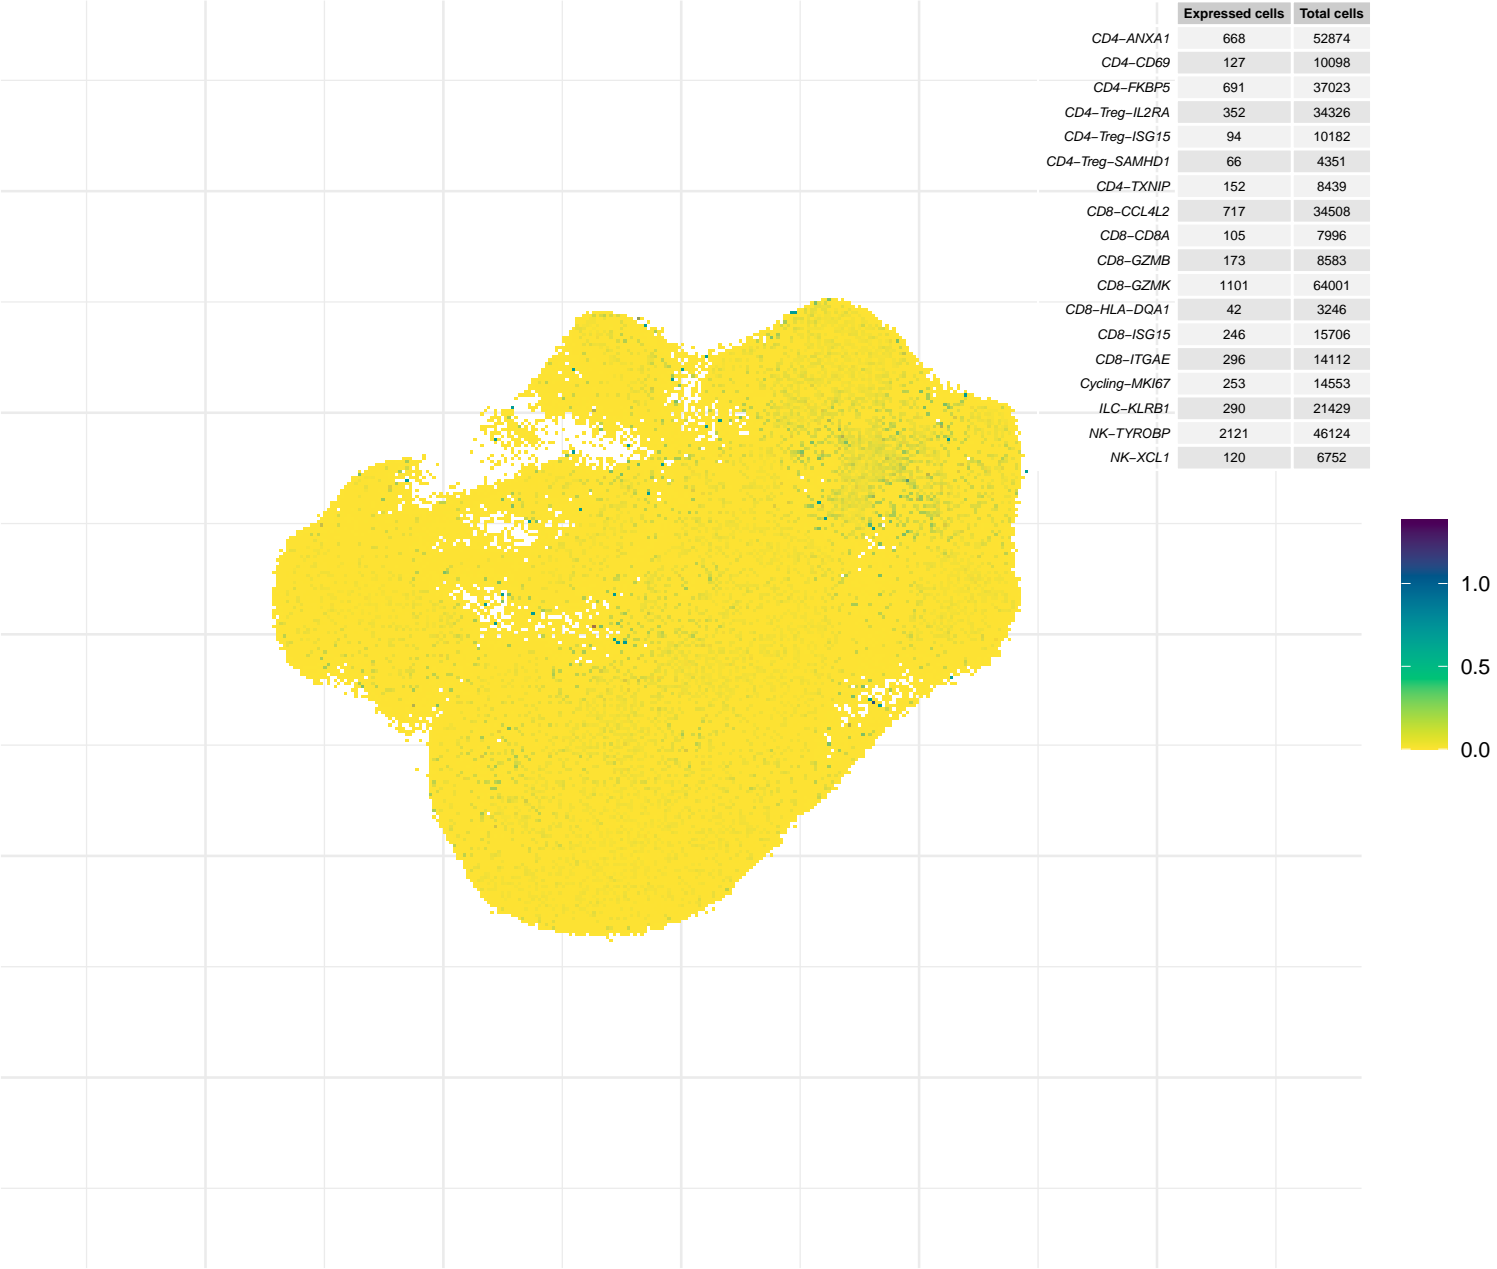 Expressed cells Total cells
CD4−ANXA1 668 52874
CD4−CD69 127 10098
CD4−FKBP5 691 37023
CD4−Treg−IL2RA 352 34326
CD4−Treg−ISG15 94 10182
CD4−Treg−SAMHD1 66 4351
CD4−TXNIP 152 8439
CD8−CCL4L2 717 34508
CD8−CD8A 105 7996
CD8−GZMB 173 8583
CD8−GZMK 1101 64001
CD8−HLA−DQA1 42 3246
CD8−ISG15 246 15706
CD8−ITGAE 296 14112
Cycling−MKI67 253 14553
ILC−KLRB1 290 21429
NK−TYROBP 2121 46124
NK−XCL1 120 6752
1.0
0.5
0.0